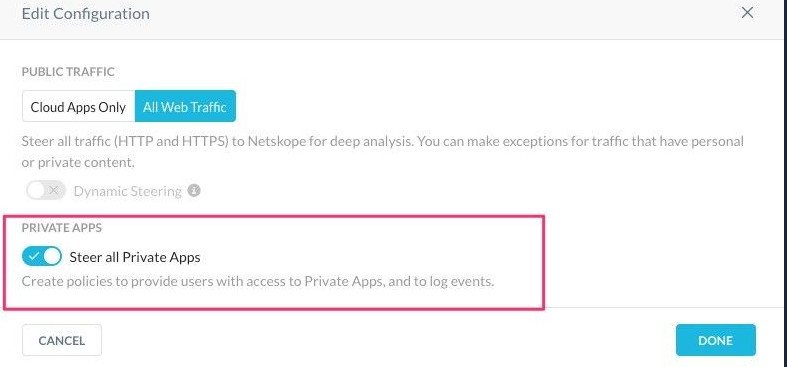 Edit Configuration
PUBLIC TRAFFIC
Cloud Apps Only All Web Traffic
Steer all traffic (HTTP and HTTPS) to Netskope for deep analysis. You can make exceptions for traffic that have personal
or private content.
Dynamic Steering
PRIVATE APPS
Steer all Private Apps
Create policies to provide users with access to Private Apps, and to log events.
CANCEL DONE